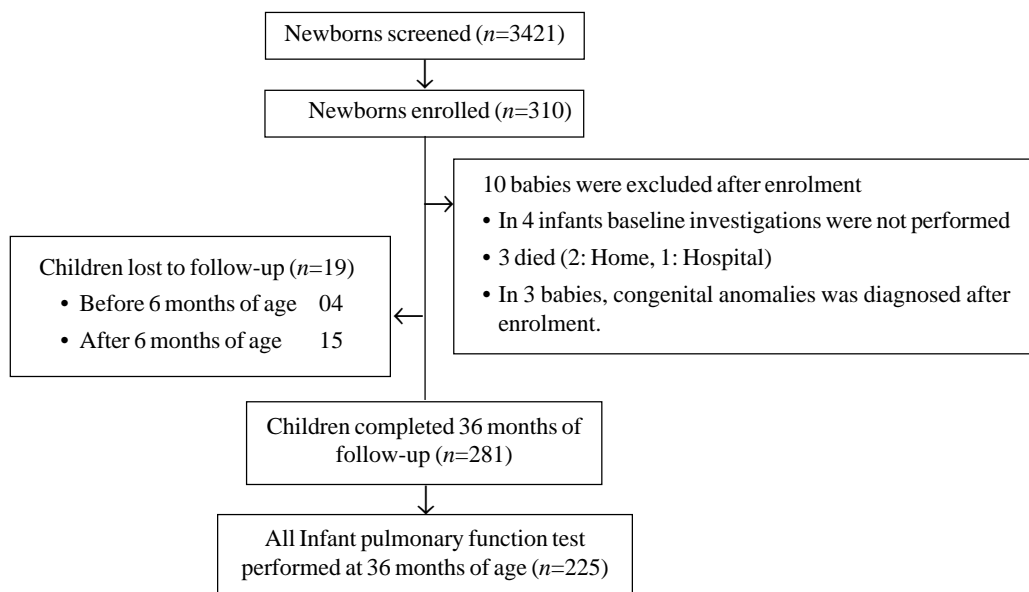 Newborns screened (n=3421)
Newborns enrolled (n=310)
10 babies were excluded after enrolment
• In 4 infants baseline investigations were not performed
• 3 died (2: Home, 1: Hospital)
• In 3 babies, congenital anomalies was diagnosed after
enrolment.
Children lost to follow-up (n=19)
• Before 6 months of age 04
• After 6 months of age 15
Children completed 36 months of
follow-up (n=281)
All Infant pulmonary function test
performed at 36 months of age (n=225)